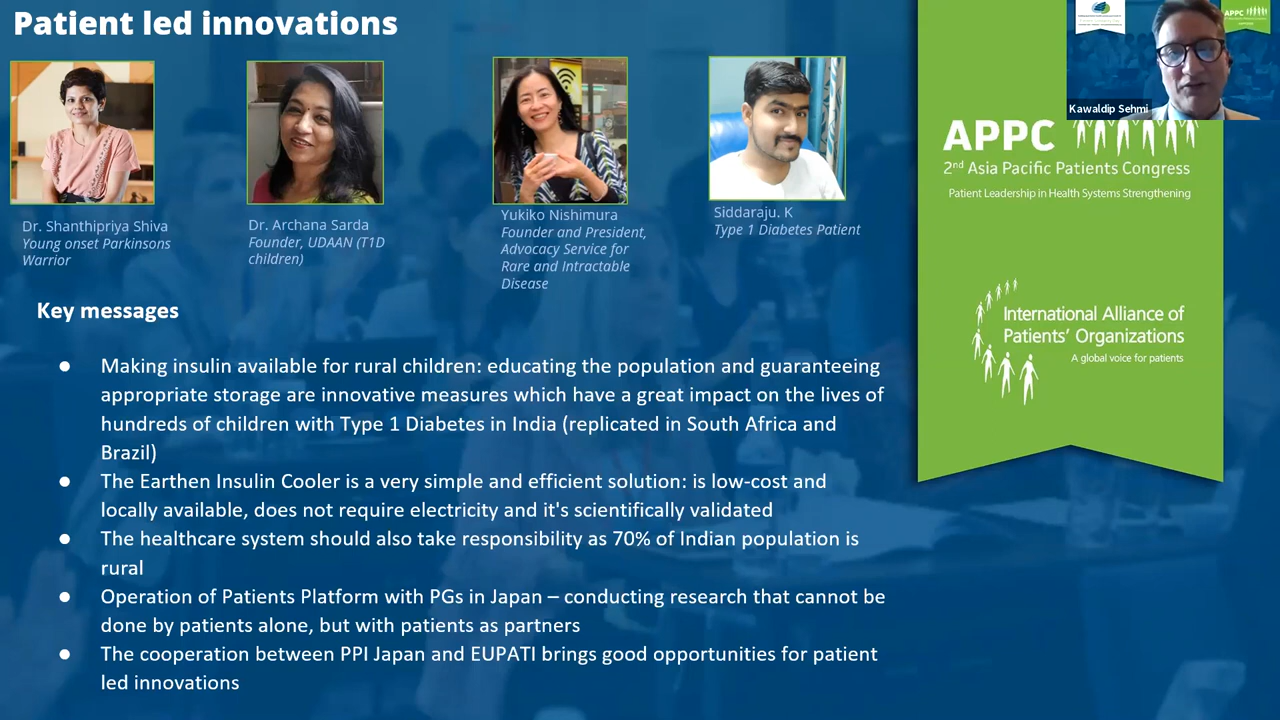 Patient led innovations
Dr. Shanthipriya Shiva
Young onset Parkinsons
Warrior
Dr. Archana Sarda
Founder, UDAAN (T1D
children)
Yukiko Nishimura
Founder and President,
Advocacy Service for
Rare and Intractable
Disease
Siddaraju. K
Type 1 Diabetes Patient
Key messages
● Making insulin available for rural children: educating the population and guaranteeing
appropriate storage are innovative measures which have a great impact on the lives of
hundreds of children with Type 1 Diabetes in India (replicated in South Africa and
Brazil)
● The Earthen Insulin Cooler is a very simple and efficient solution: is low-cost and
locally available, does not require electricity and it's scientifically validated
● The healthcare system should also take responsibility as 70% of Indian population is
rural
● Operation of Patients Platform with PGs in Japan – conducting research that cannot be
done by patients alone, but with patients as partners
● The cooperation between PPI Japan and EUPATI brings good opportunities for patient
led innovations
APPC
Kawaldip Sehmi
APPC
2nd Asia Pacific Patients Congress
Patient Leadership in Health Systems Strengthening
International Alliance of
Patients' Organizations
A global voice for patients